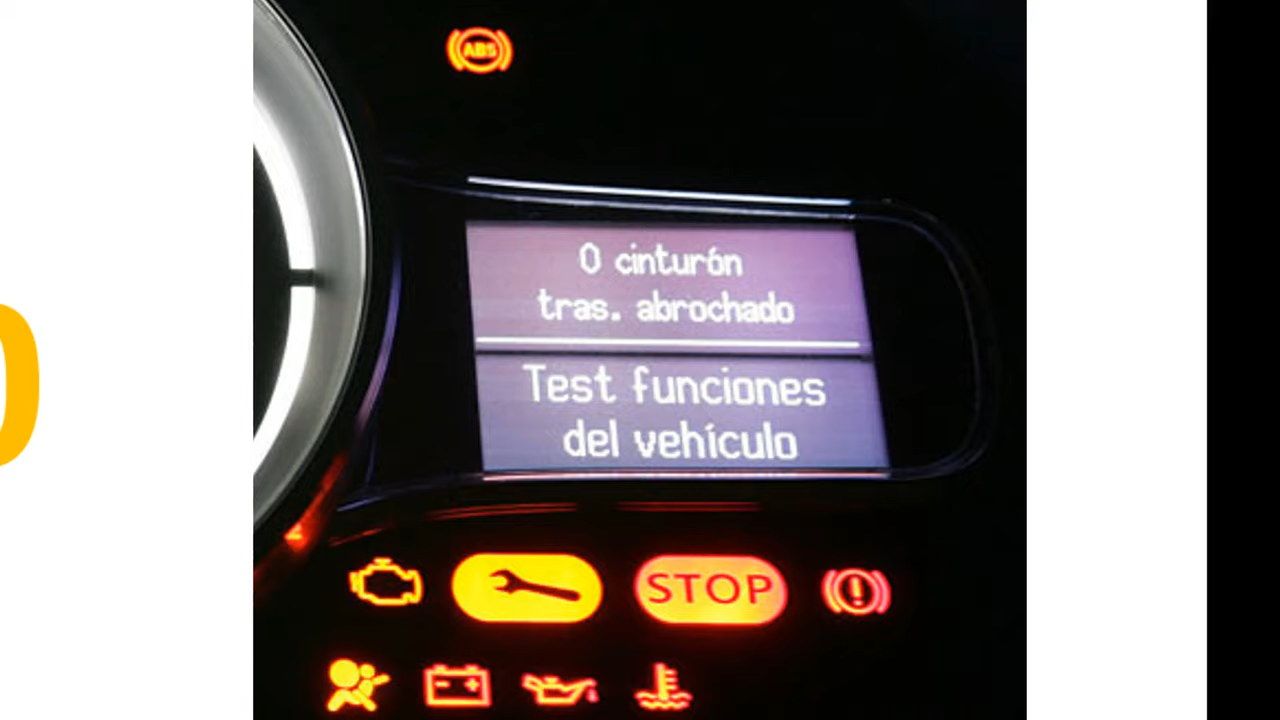 ABS
0 cinturón
tras. abrochado
Test funciones
del vehículo
STOP